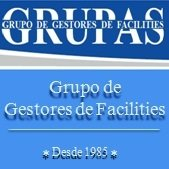 GRUPAS
GRUPO DE GESTORES DE FACILITIES
Grupo de
Gestores de Facilities
* Desde 1985 *